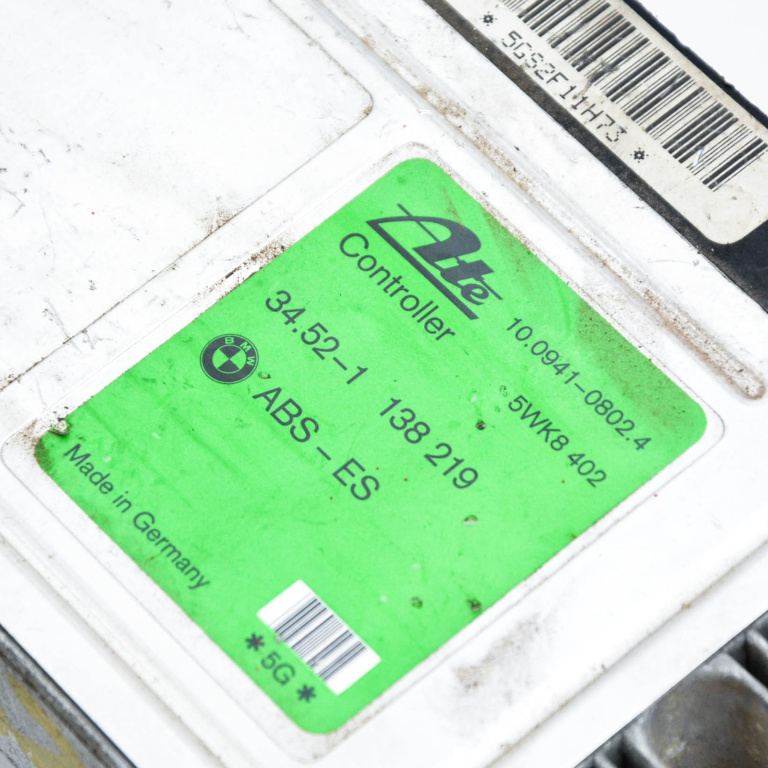 * 5GS2F11H73 *
Ate
Controller
10.0941-0802.4
34.52-1 138 219
5WK8 402
BMW
ABS - ES
Made in Germany
* 5G *